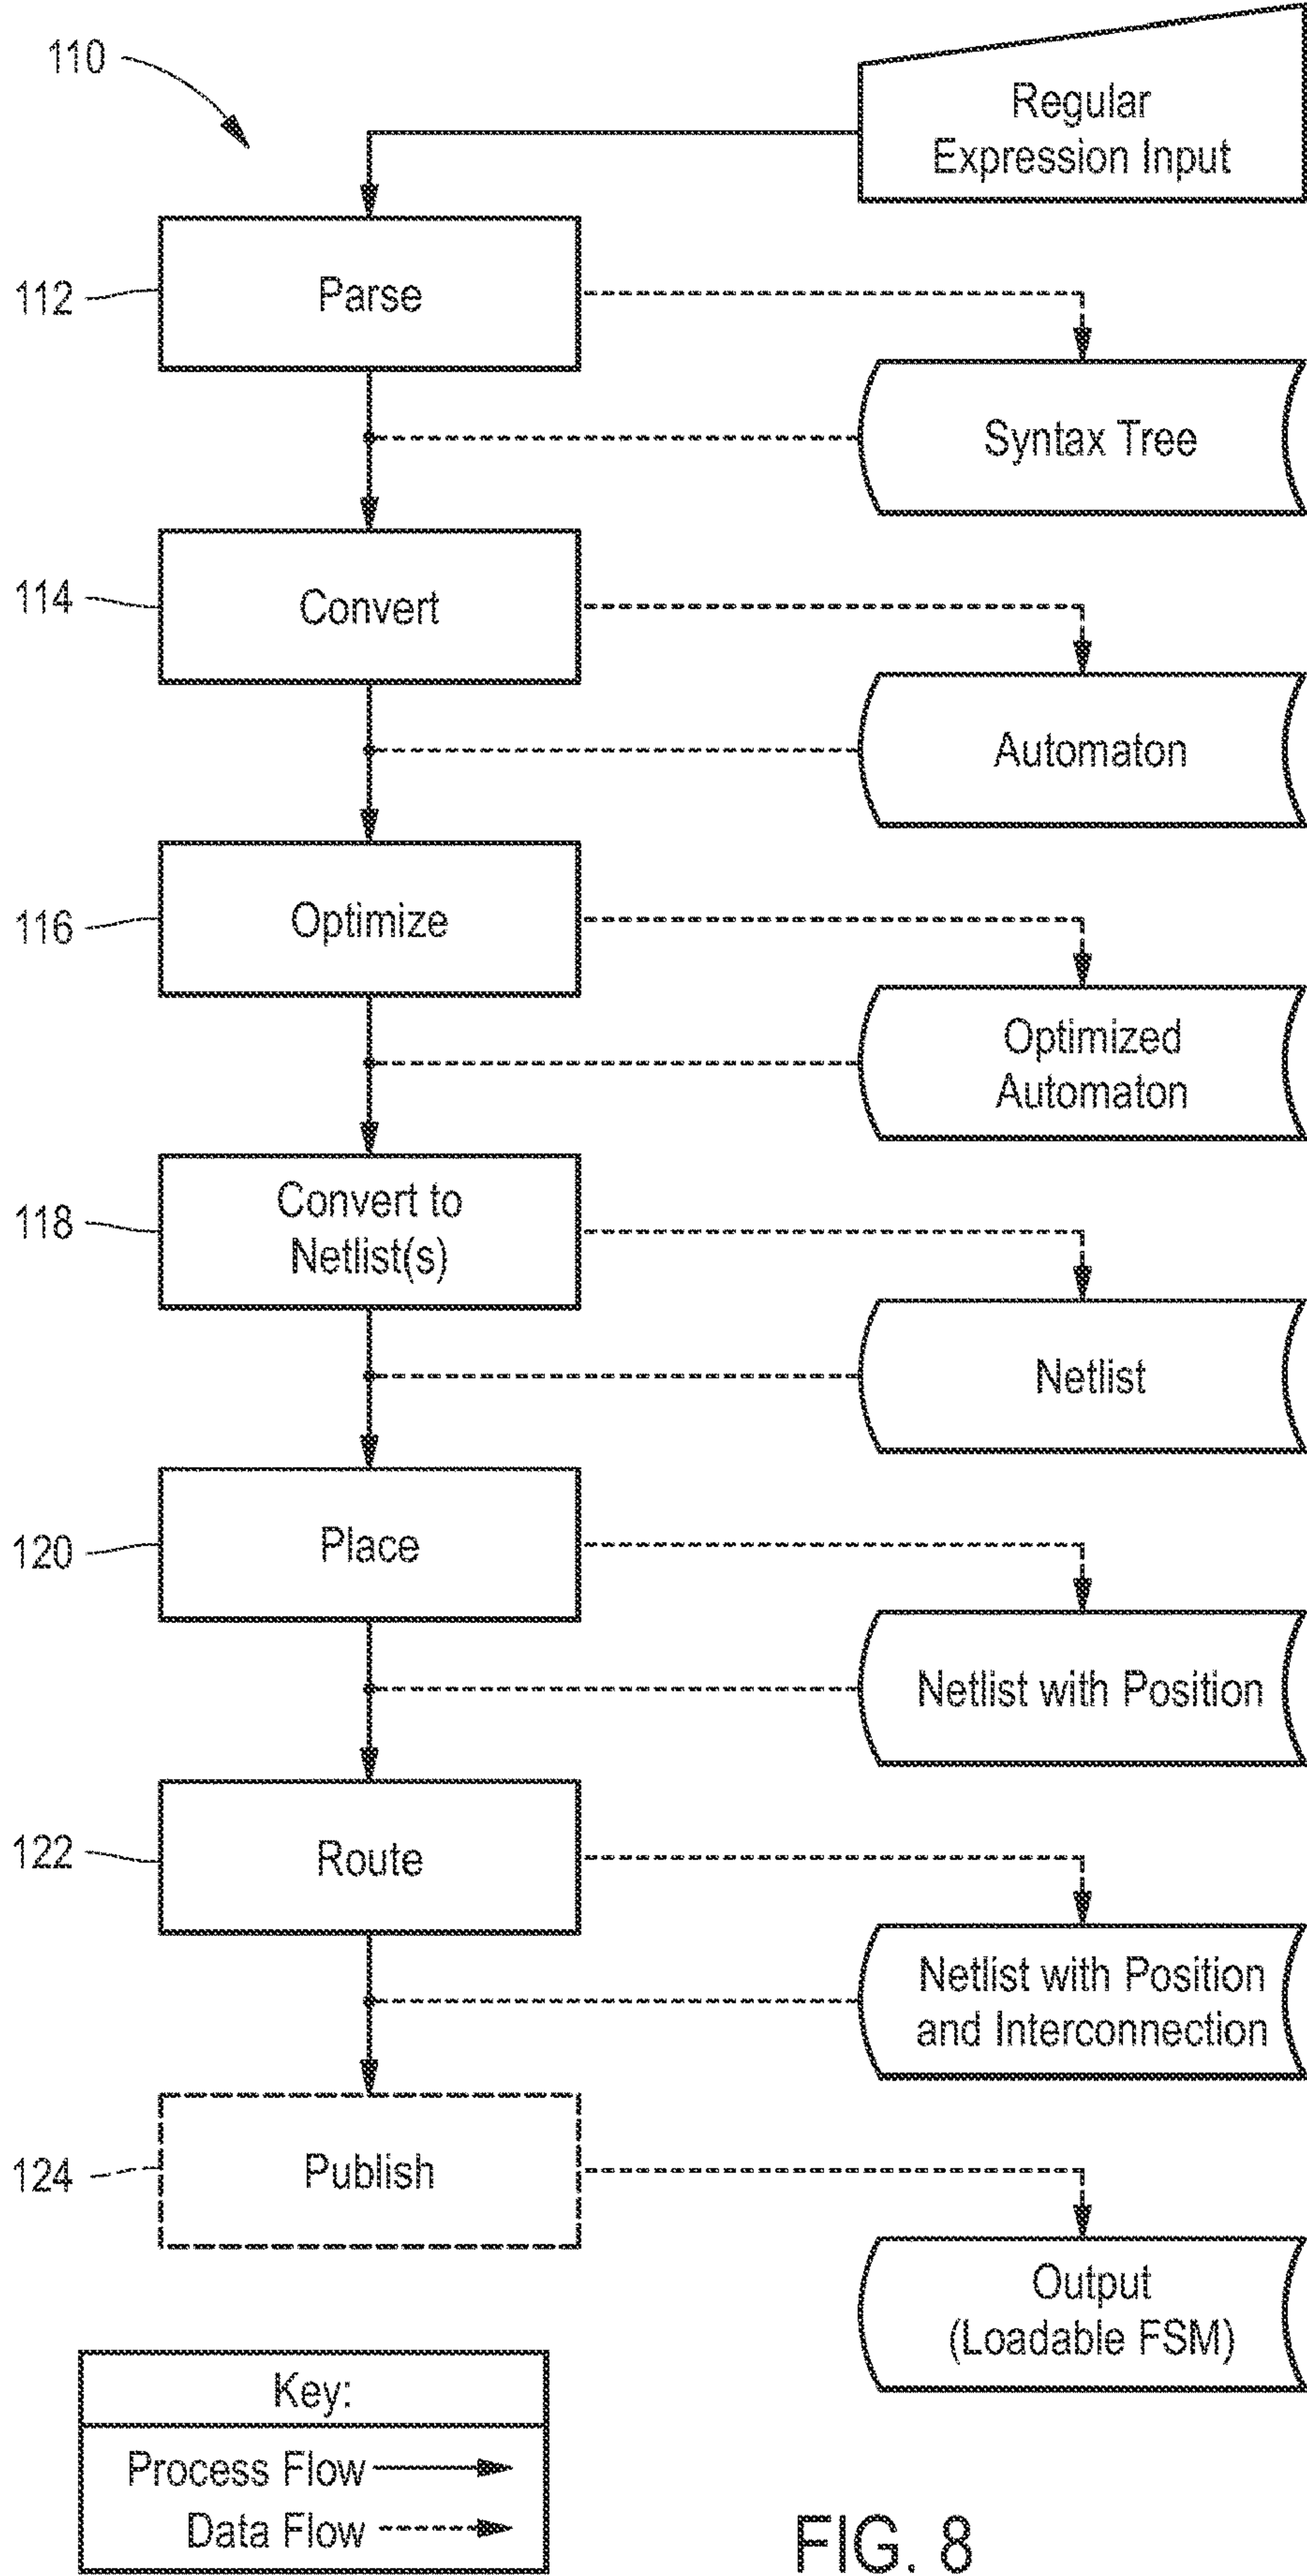 110
Regular
Expression Input
112
Parse
Syntax Tree
114
Convert
Automaton
116
Optimize
Optimized
Automaton
118
Convert to
Netlist(s)
Netlist
120
Place
Netlist with Position
122
Route
Netlist with Position
and Interconnection
124
Publish
Output
(Loadable FSM)
Key:
Process Flow
Data Flow
FIG. 8